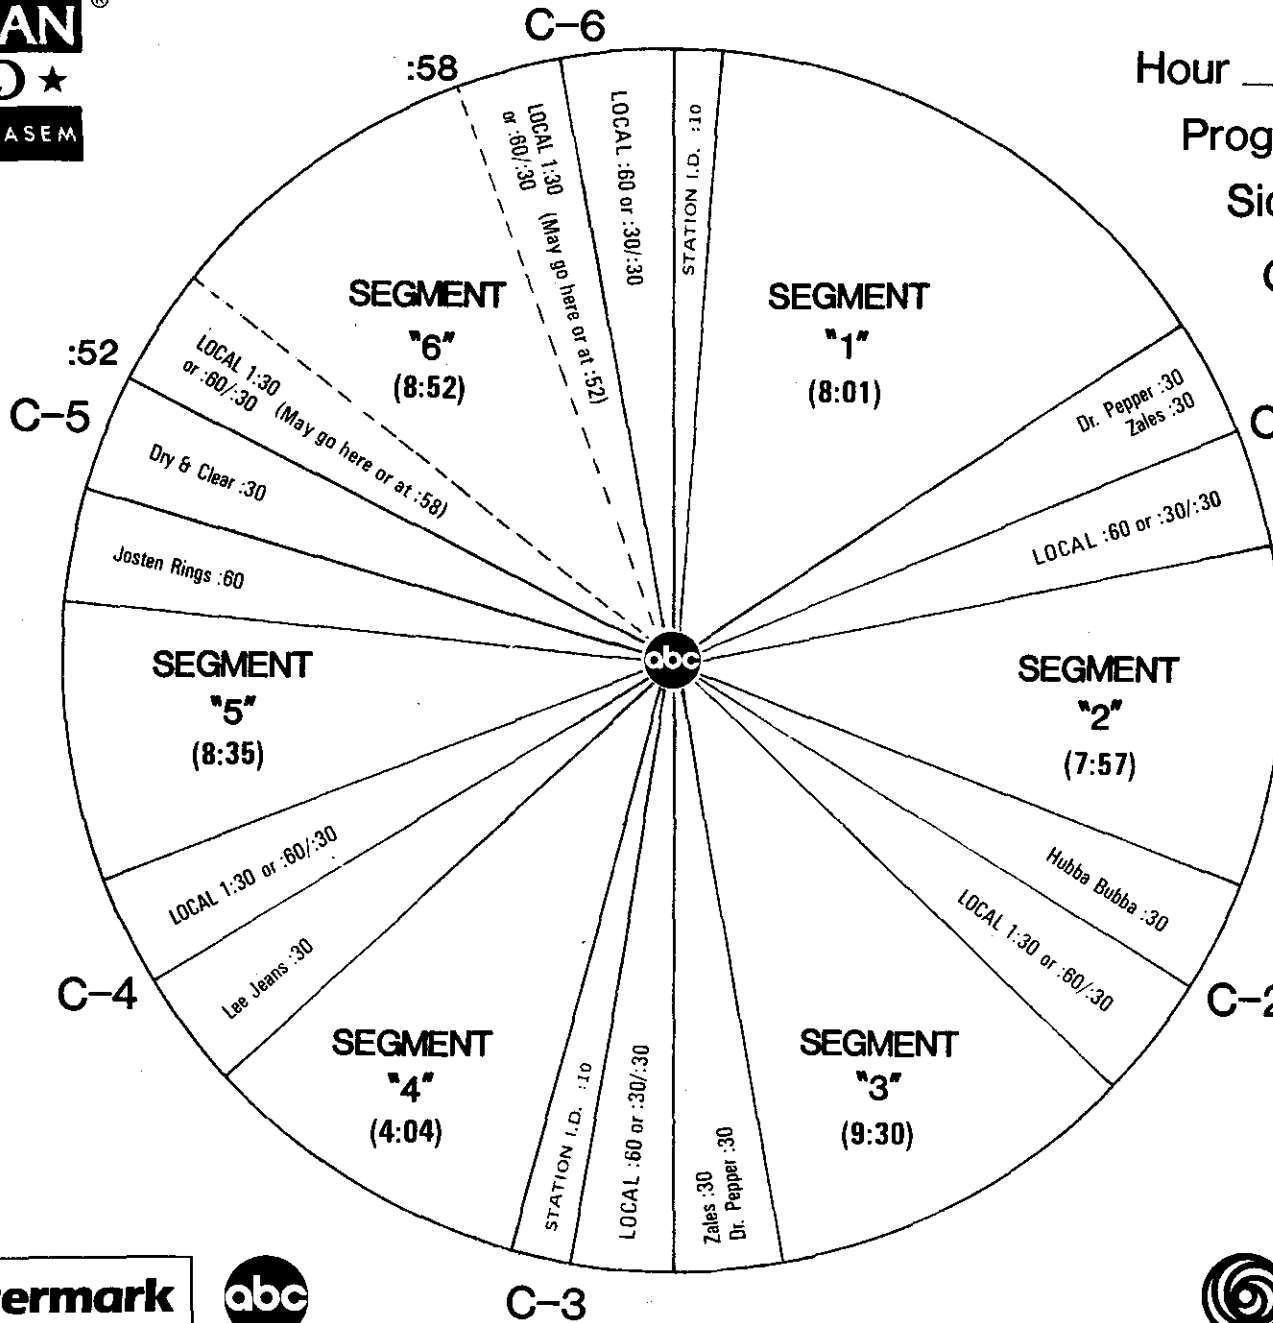 AN ®
★
ASEM
C-6
:58
Hour
Prog
LOCAL 1:30 (May go here or at :52)
or :60/:30
LOCAL :60 or :30/:30
STATION I.D. :10
SEGMENT
"1"
(8:01)
Dr. Pepper :30
Zales :30
LOCAL :60 or :30/:30
SEGMENT
"2"
(7:57)
Hubba Bubba :30
C-2
LOCAL 1:30 or :60/:30
SEGMENT
"3"
(9:30)
Zales :30
Dr. Pepper :30
LOCAL :60 or :30/:30
C-3
STATION I.D. :10
SEGMENT
"4"
(4:04)
Lee Jeans :30
C-4
LOCAL 1:30 or :60/:30
SEGMENT
"5"
(8:35)
Josten Rings :60
Dry & Clear :30
C-5
:52
LOCAL 1:30 (May go here or at :58)
or :60/:30
SEGMENT
"6"
(8:52)
abc
ermark
abc